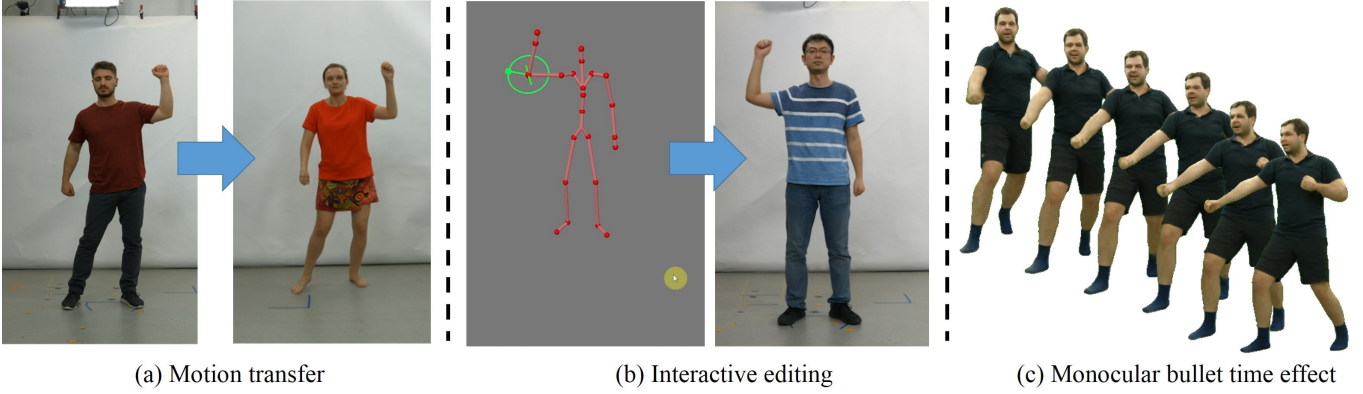 (a) Motion transfer
(b) Interactive editing
(c) Monocular bullet time effect